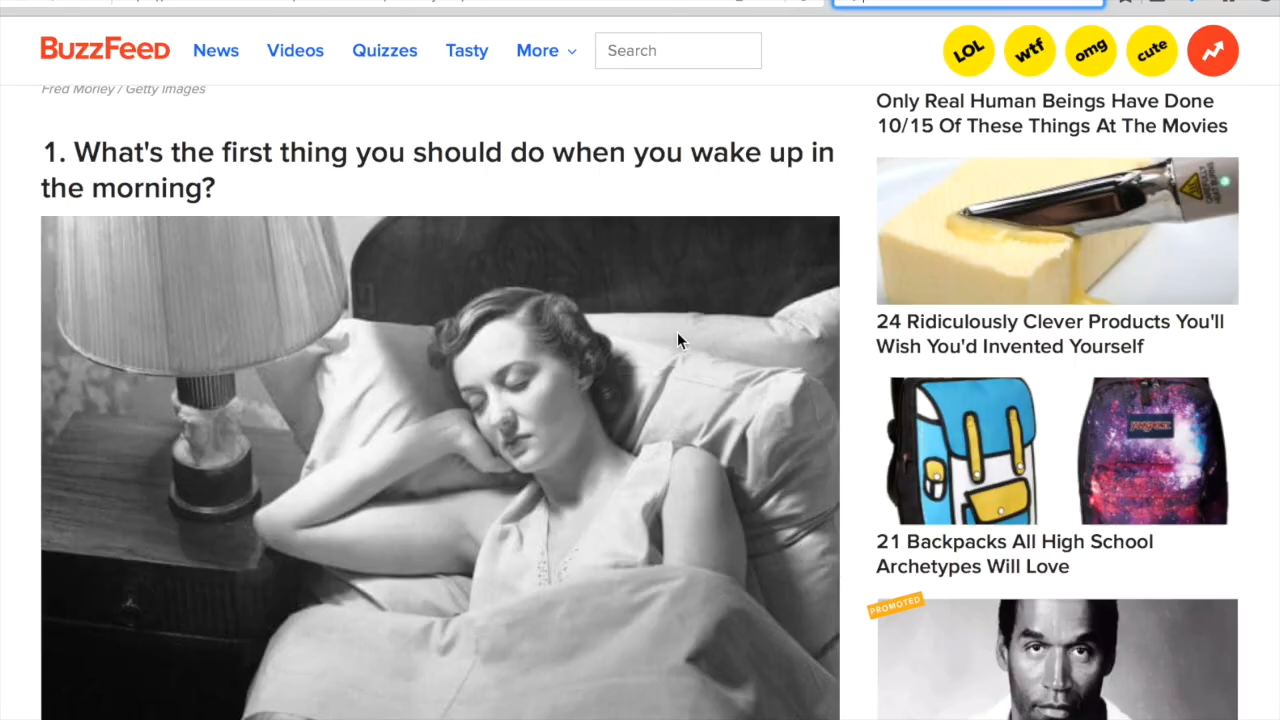 BuzzFeed News Videos Quizzes Tasty More Search LOL wtf omg cute
Fred Morley / Getty Images
1. What's the first thing you should do when you wake up in
the morning?
Only Real Human Beings Have Done
10/15 Of These Things At The Movies
24 Ridiculously Clever Products You'll
Wish You'd Invented Yourself
JANSPORT
21 Backpacks All High School
Archetypes Will Love
PROMOTED